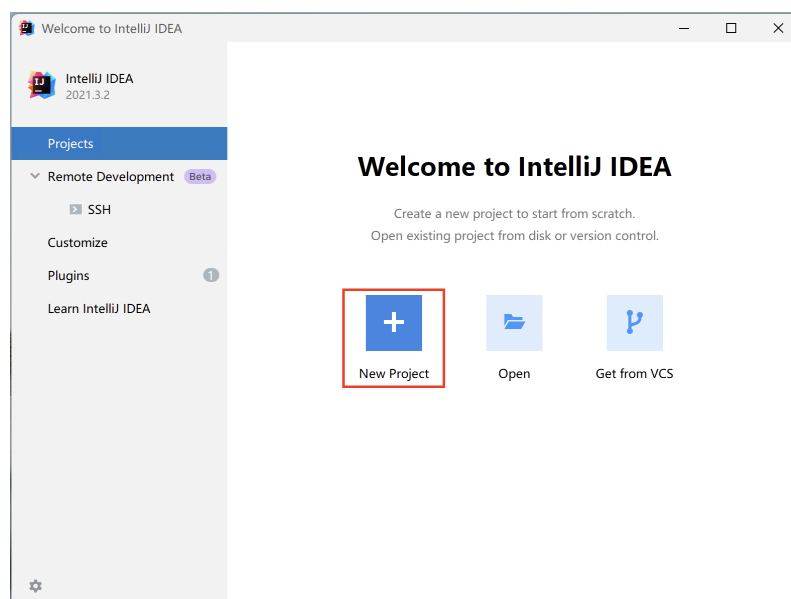 Welcome to IntelliJ IDEA
IntelliJ IDEA
2021.3.2
Projects
Remote Development Beta
SSH
Customize
Plugins 1
Learn IntelliJ IDEA
Welcome to IntelliJ IDEA
Create a new project to start from scratch.
Open existing project from disk or version control.
New Project Open Get from VCS